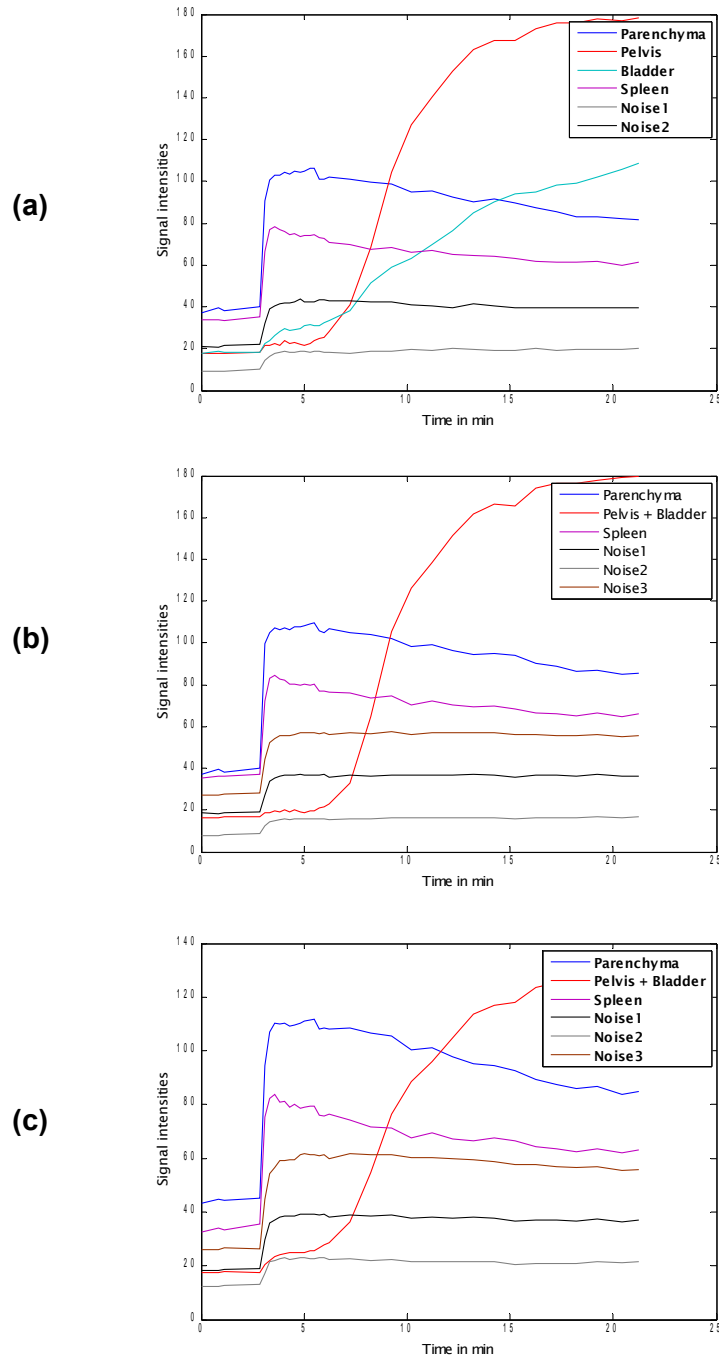 (a)
Signal intensities
180
160
140
120
100
80
60
40
20
0
0 5 10 15 20 25
Time in min
Parenchyma
Pelvis
Bladder
Spleen
Noise1
Noise2
(b)
Signal intensities
180
160
140
120
100
80
60
40
20
0
0 5 10 15 20 25
Time in min
Parenchyma
Pelvis + Bladder
Spleen
Noise1
Noise2
Noise3
(c)
Signal intensities
140
120
100
80
60
40
20
0
0 5 10 15 20 25
Time in min
Parenchyma
Pelvis + Bladder
Spleen
Noise1
Noise2
Noise3